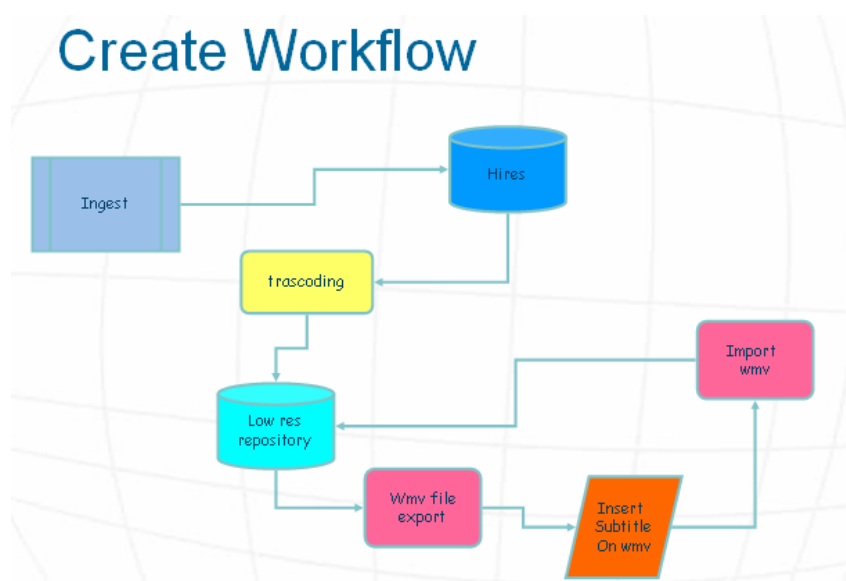 Create Workflow
Hires
Ingest
trascoding
Import
wmv
Low res
repository
Wmv file
export
Insert
Subtitle
On wmv